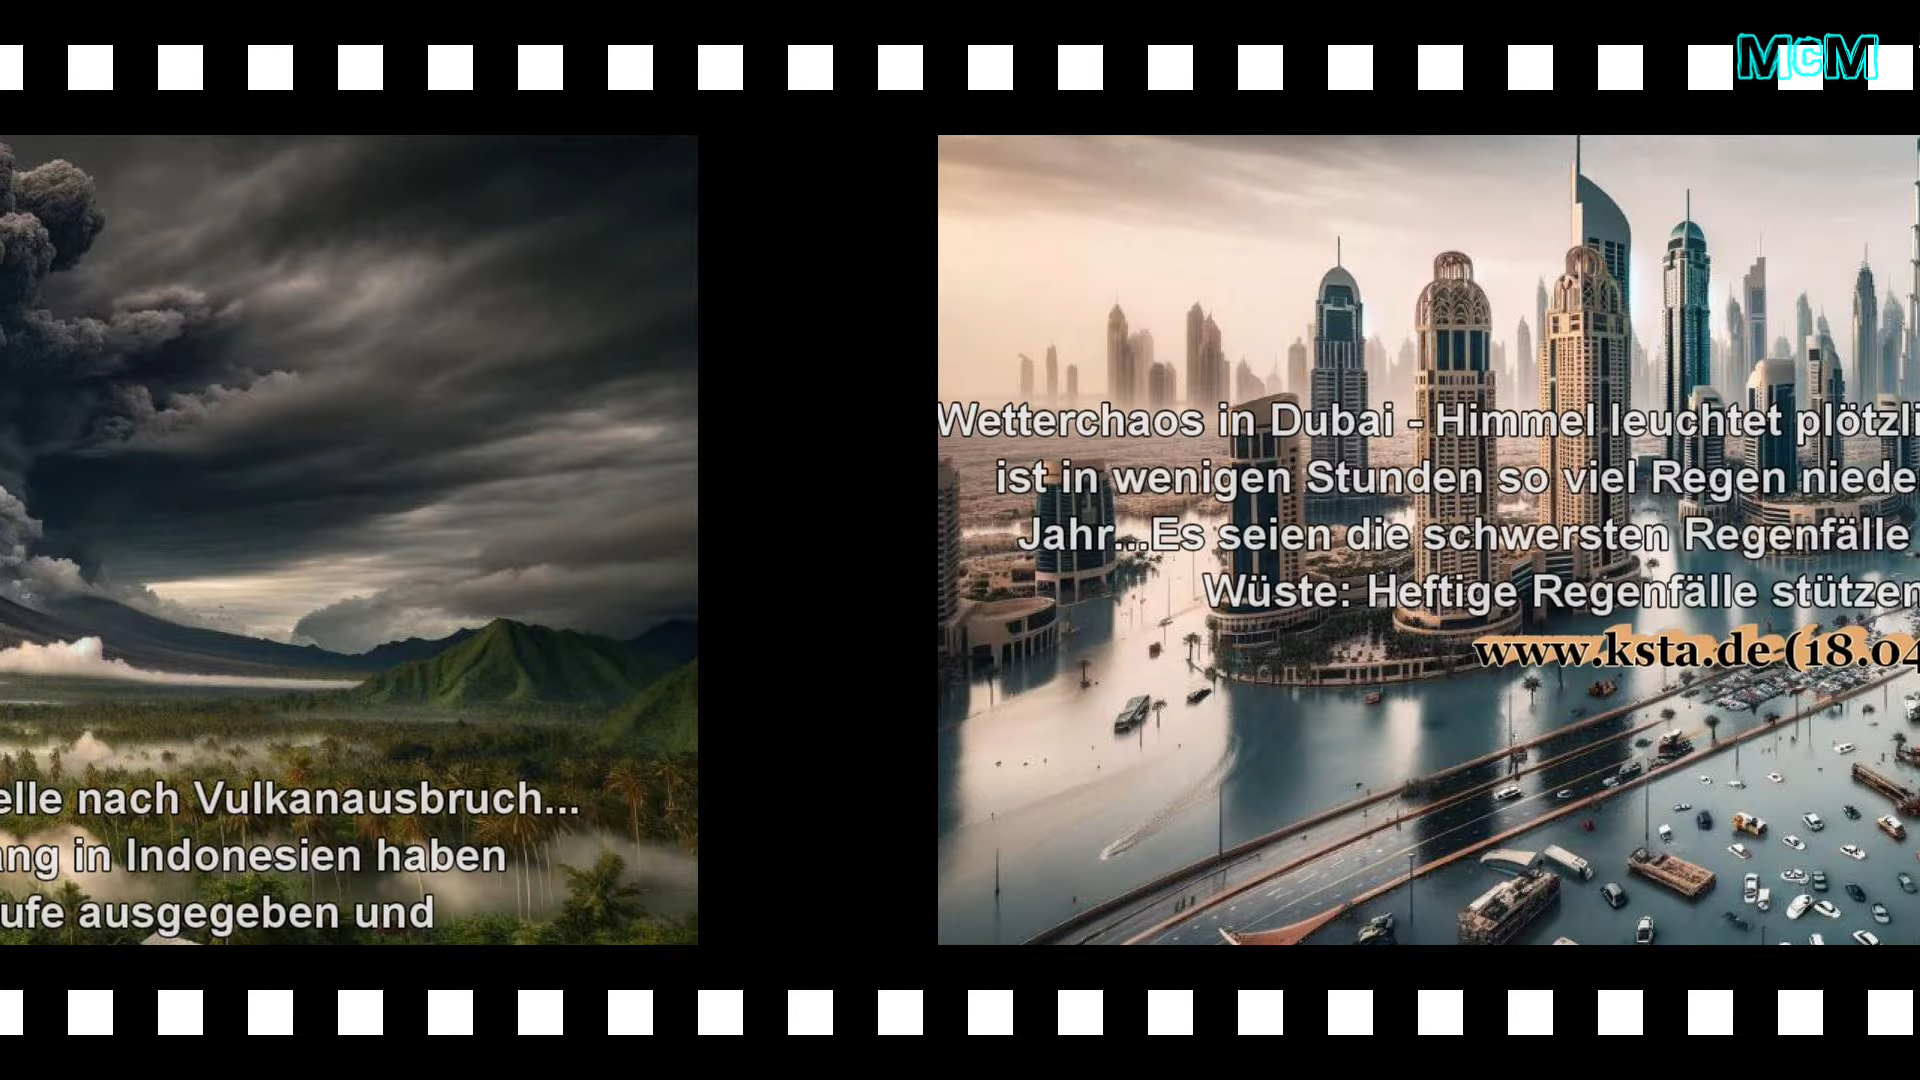 McM
elle nach Vulkanausbruch...
ang in Indonesien haben
ufe ausgegeben und
Wetterchaos in Dubai - Himmel leuchtet plötzli
ist in wenigen Stunden so viel Regen niede
Jahr...Es seien die schwersten Regenfälle
Wüste: Heftige Regenfälle stützen
www.ksta.de (18.04